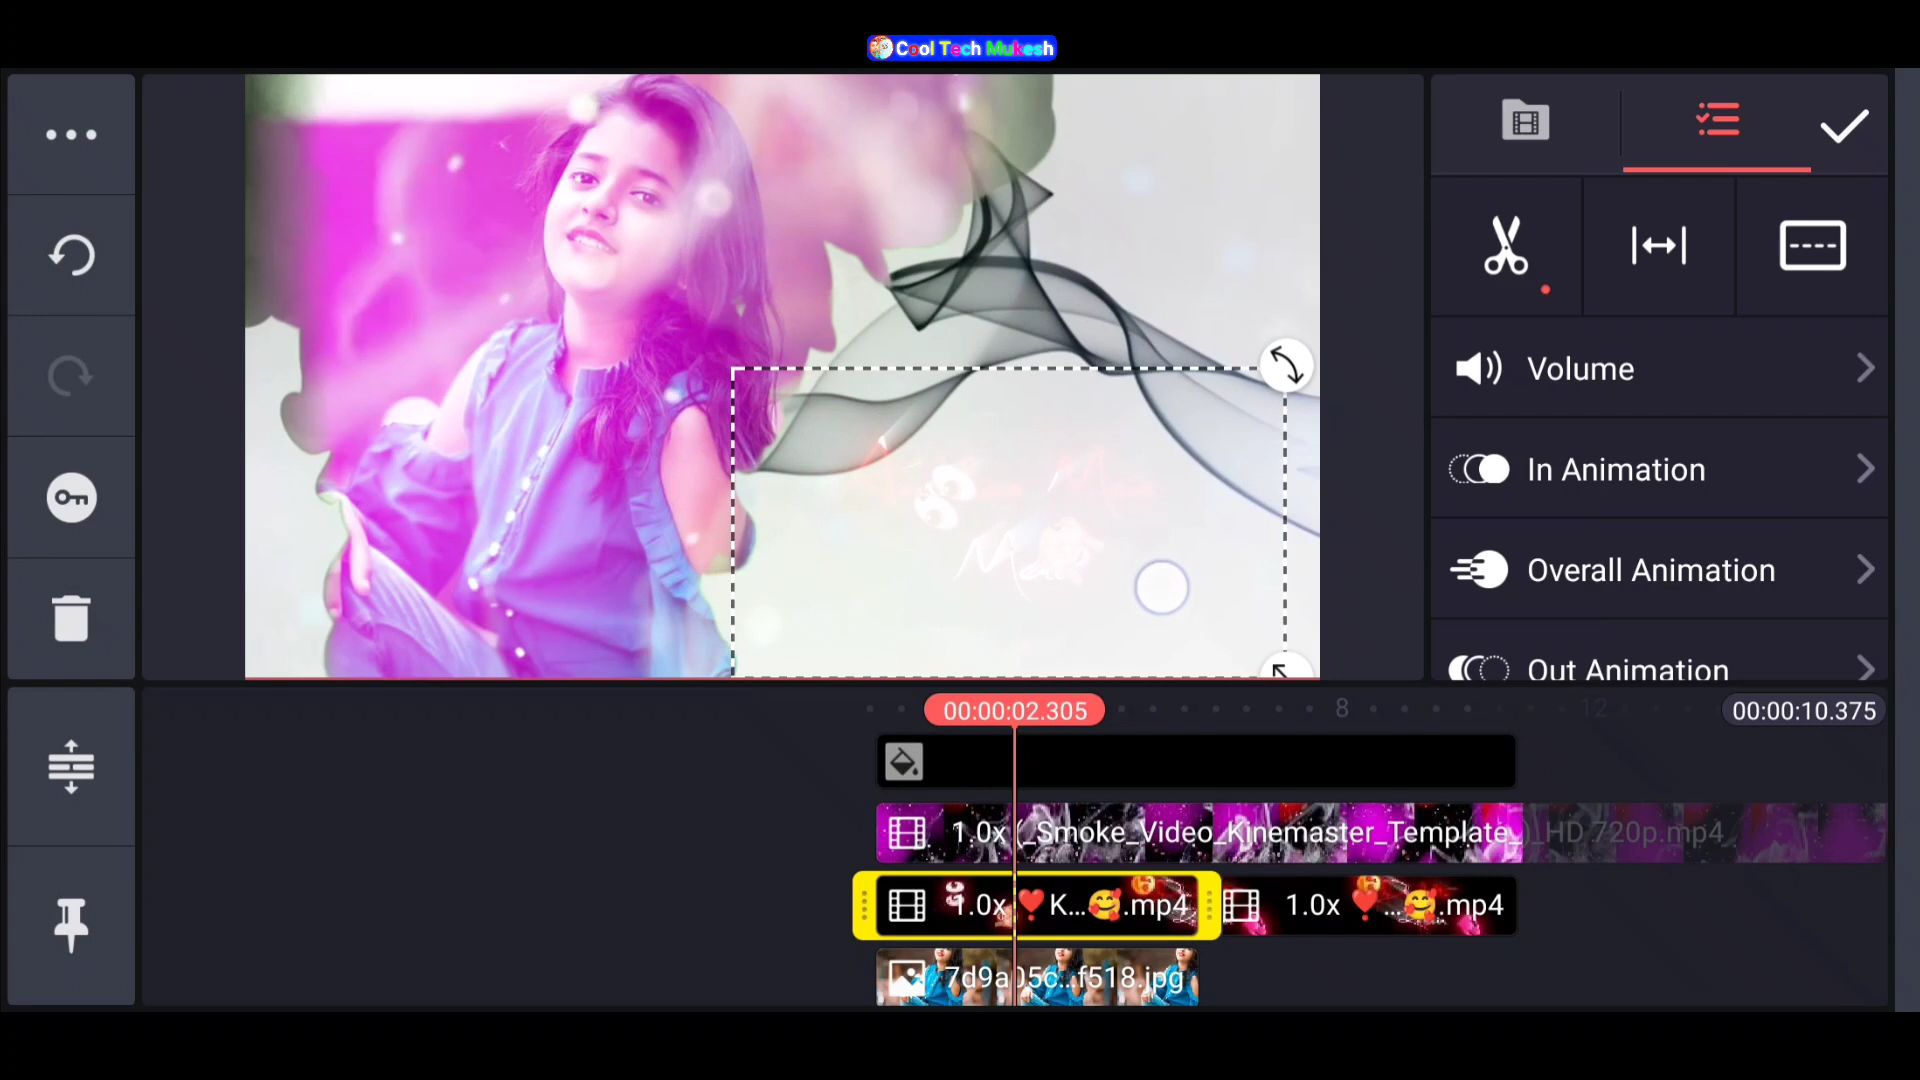 Cool Tech Mukesh
Volume
In Animation
Overall Animation
Out Animation
00:00:02.305
8
12
00:00:10.375
1.0x (_Smoke_Video_Kinemaster_Template_)_HD 720p.mp4
1.0x ❣️K...🥰.mp4
1.0x ❣️...🥰.mp4
7d9a05c...f518.jpg